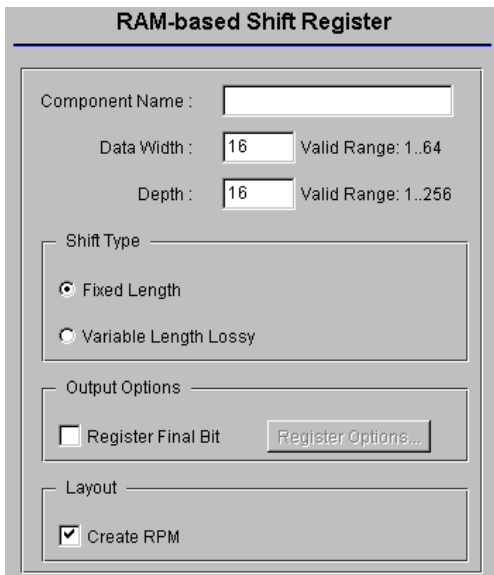 RAM-based Shift Register
Component Name :
Data Width : 16 Valid Range: 1..64
Depth : 16 Valid Range: 1..256
Shift Type
Fixed Length
Variable Length Lossy
Output Options
Register Final Bit Register Options...
Layout
Create RPM